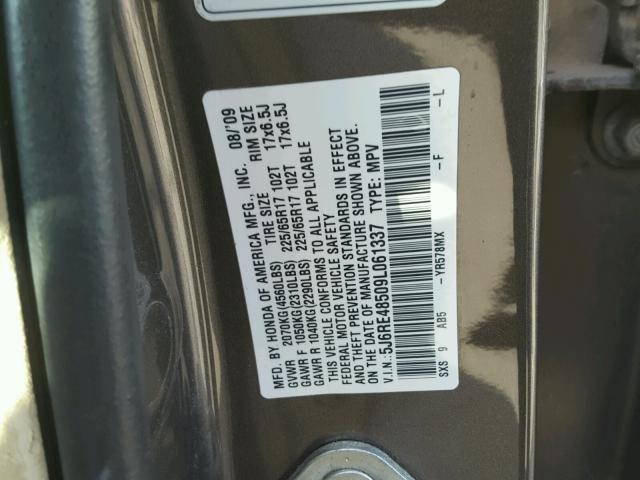 MFD. BY HONDA OF AMERICA MFG., INC. 08/'09
GVWR 2070KG(4560LBS) TIRE SIZE RIM SIZE
GAWR F 1050KG(2310LBS) 225/65R17 102T 17x6.5J
GAWR R 1040KG(2290LBS) 225/65R17 102T 17x6.5J
THIS VEHICLE CONFORMS TO ALL APPLICABLE
FEDERAL MOTOR VEHICLE SAFETY
AND THEFT PREVENTION STANDARDS IN EFFECT
ON THE DATE OF MANUFACTURE SHOWN ABOVE.
V.I.N.: 5J6RE48509L061337 TYPE: MPV
SXS 9 AB5 -YR578MX -F -L